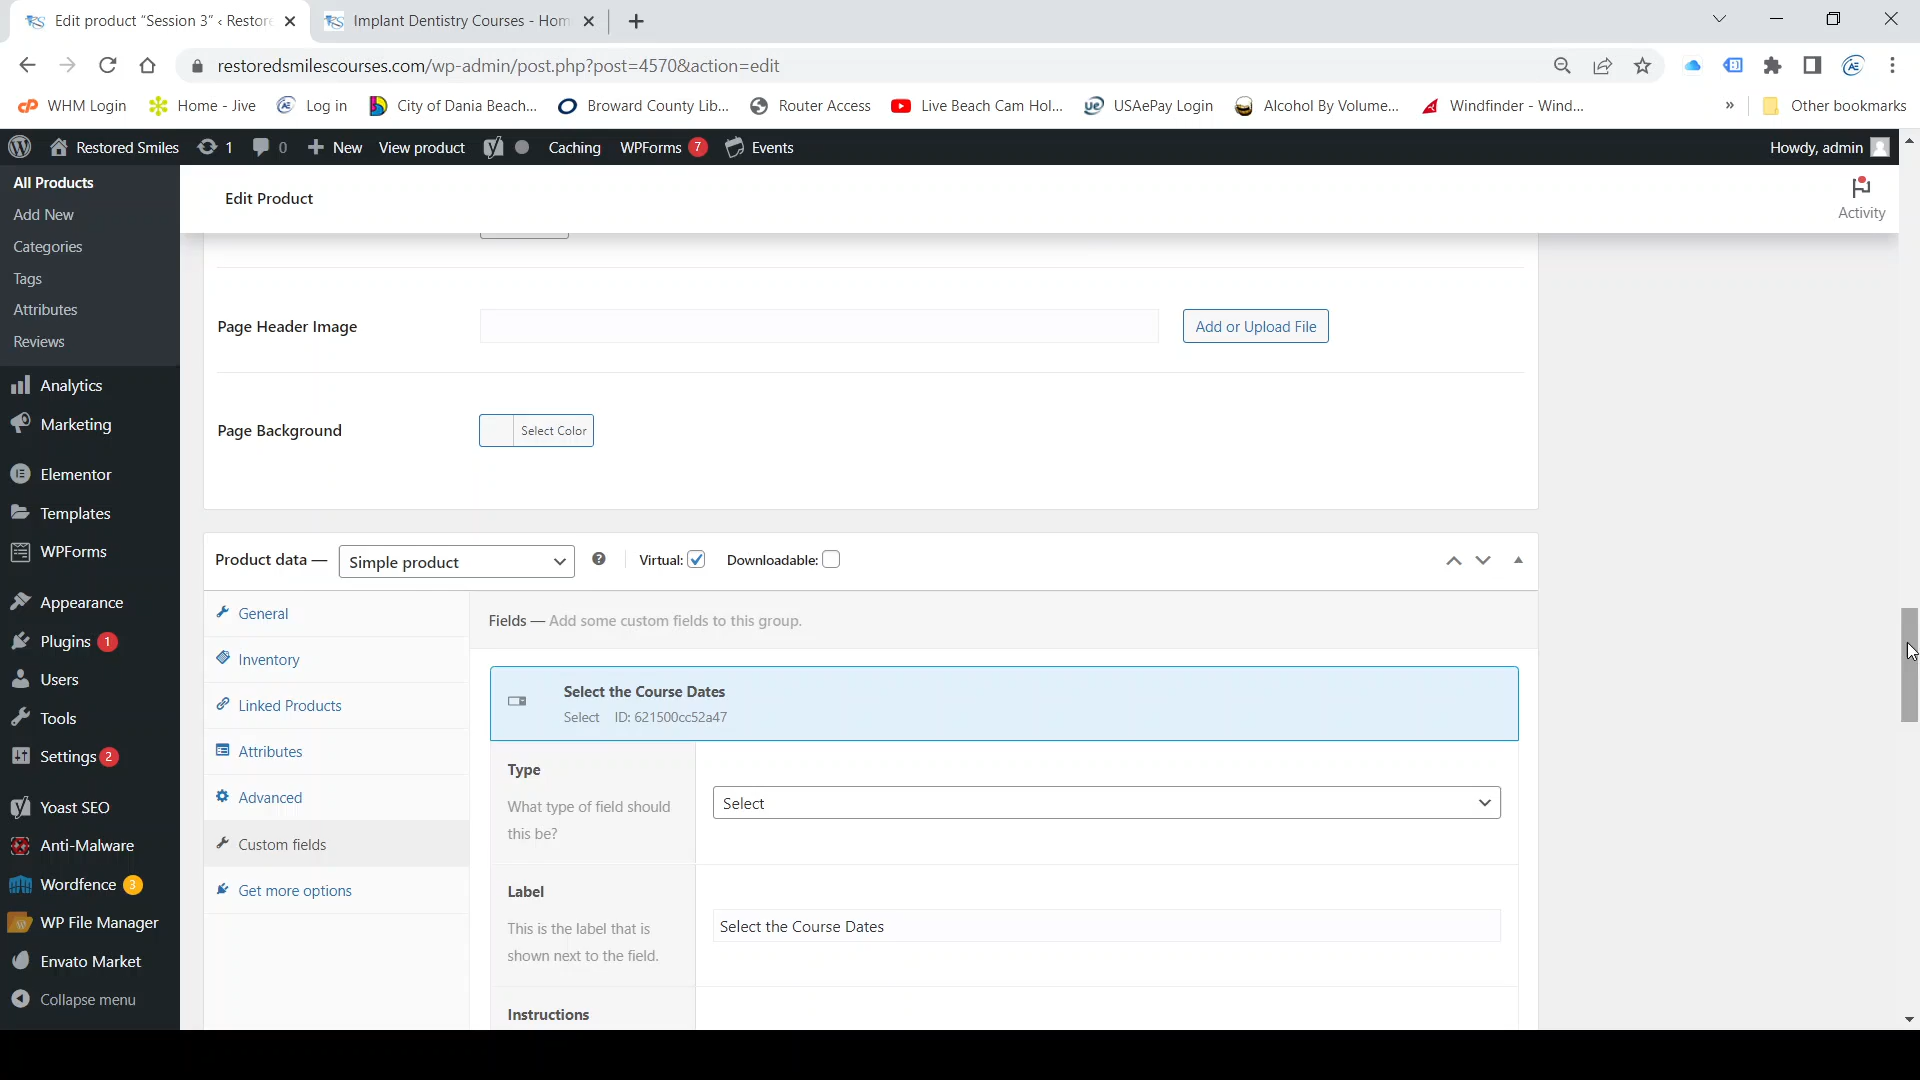 Edit product “Session 3” ‹ Restore
Implant Dentistry Courses - Hom
restoredsmilescourses.com/wp-admin/post.php?post=4570&action=edit
WHM Login
Home - Jive
Log in
City of Dania Beach...
Broward County Lib...
Router Access
Live Beach Cam Hol...
USAePay Login
Alcohol By Volume...
Windfinder - Wind...
»
Other bookmarks
Restored Smiles
1
0
New
View product
Caching
WPForms 7
Events
Howdy, admin
All Products
Add New
Categories
Tags
Attributes
Reviews
Analytics
Marketing
Elementor
Templates
WPForms
Appearance
Plugins 1
Users
Tools
Settings 2
Yoast SEO
Anti-Malware
Wordfence 3
WP File Manager
Envato Market
Collapse menu
Edit Product
Activity
Page Header Image
Add or Upload File
Page Background
Select Color
Product data —
Simple product
Virtual:
Downloadable:
General
Inventory
Linked Products
Attributes
Advanced
Custom fields
Get more options
Fields — Add some custom fields to this group.
Select the Course Dates
Select ID: 621500cc52a47
Type
What type of field should
this be?
Select
Label
This is the label that is
shown next to the field.
Select the Course Dates
Instructions